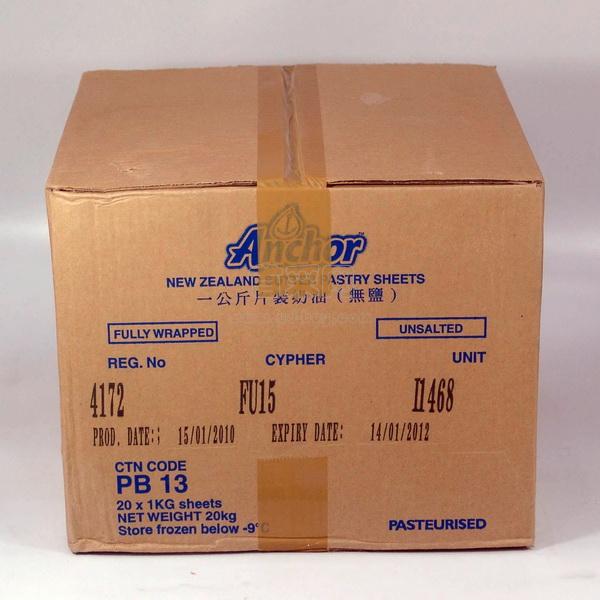 Anchor™
NEW ZEALAND BUTTER PASTRY SHEETS
一公斤片裝奶油（無鹽）
FULLY WRAPPED
UNSALTED
REG. No CYPHER UNIT
4172 FU15 I1468
PROD. DATE: 15/01/2010 EXPIRY DATE: 14/01/2012
CTN CODE
PB 13
20 x 1KG sheets
NET WEIGHT 20kg
Store frozen below -9°C
PASTEURISED